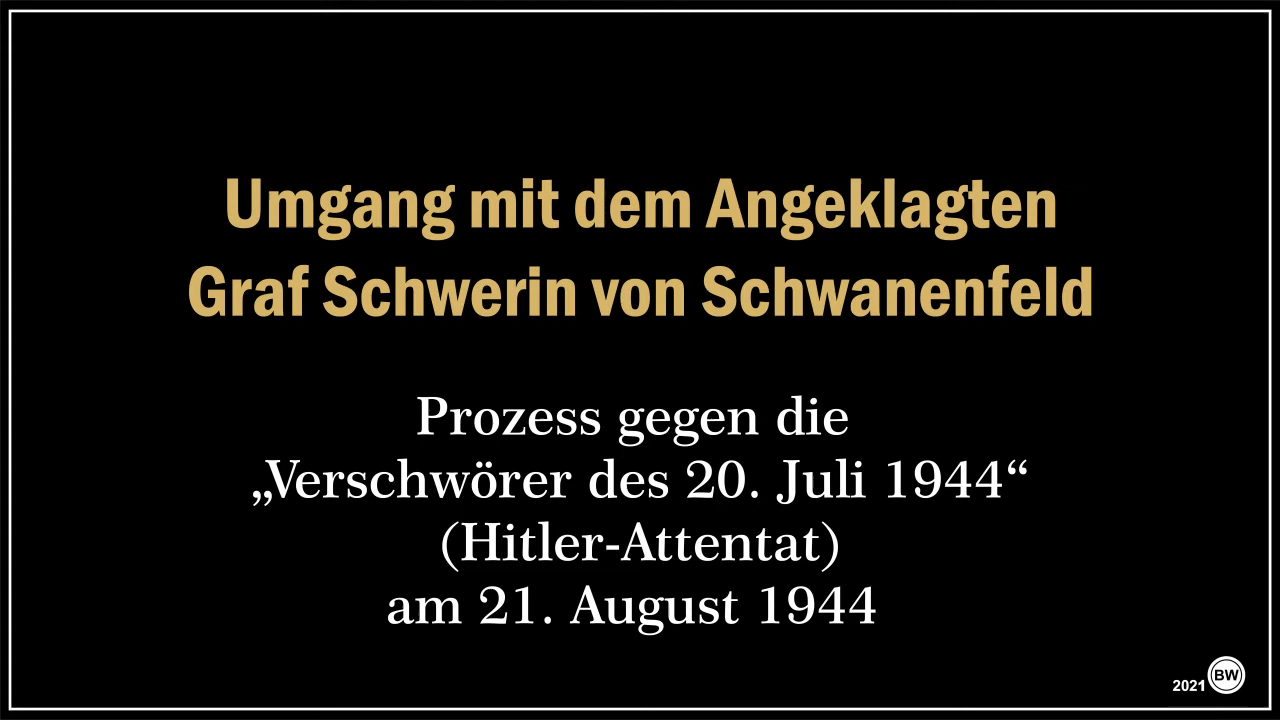 Umgang mit dem Angeklagten
Graf Schwerin von Schwanenfeld
Prozess gegen die
„Verschwörer des 20. Juli 1944“
(Hitler-Attentat)
am 21. August 1944
2021 BW